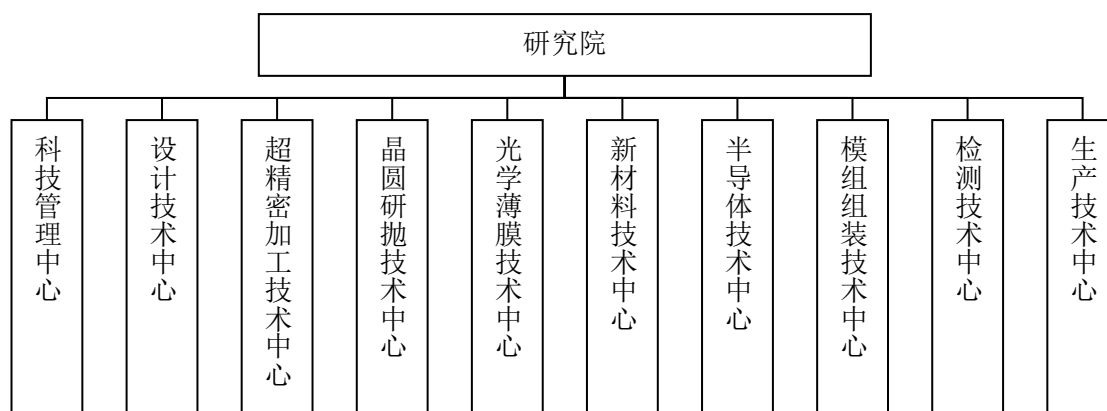 研究院
科技管理中心
设计技术中心
超精密加工技术中心
晶圆研抛技术中心
光学薄膜技术中心
新材料技术中心
半导体技术中心
模组组装技术中心
检测技术中心
生产技术中心